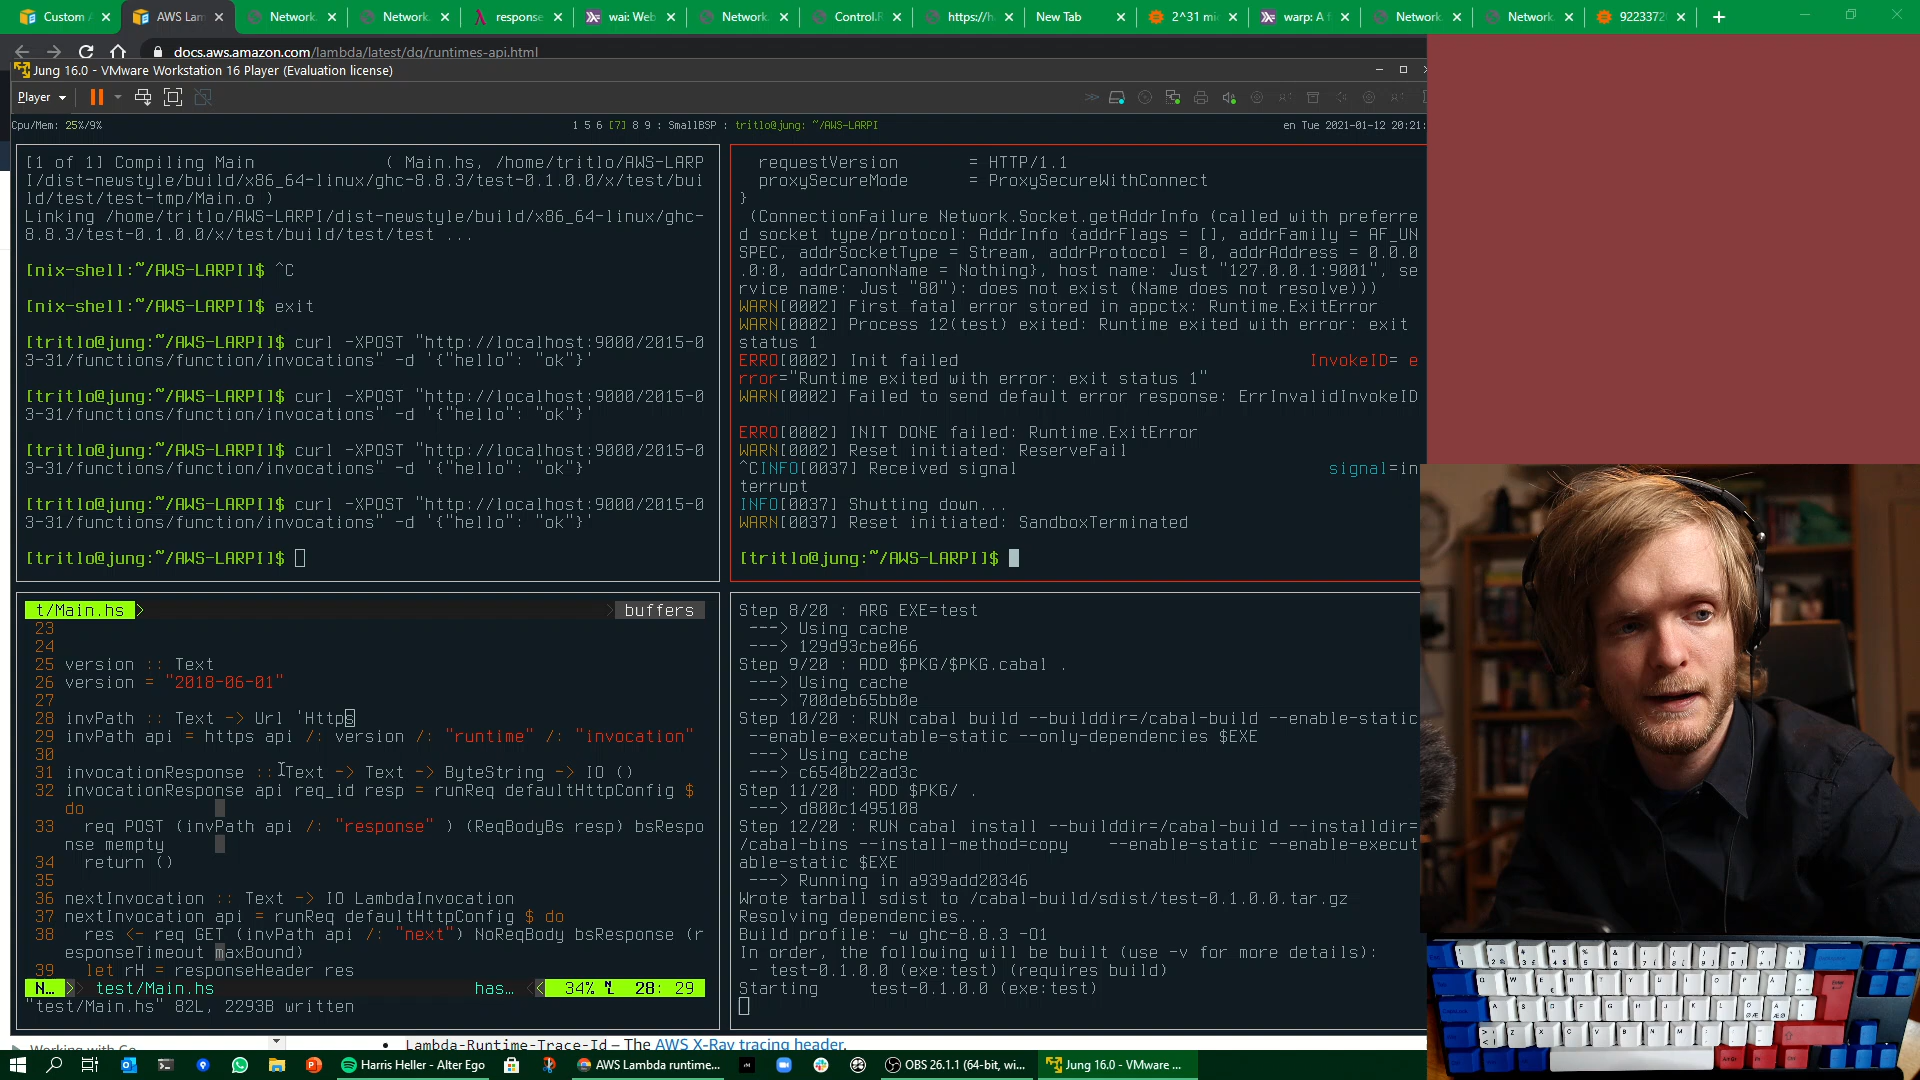 Custom
AWS Lam
Network.
Network.
response
wai: Web
Network.
Control.F
https://h
New Tab
2^31 mi
warp: A f
Network.
Network.
9223372
docs.aws.amazon.com/lambda/latest/dg/runtimes-api.html
Jung 16.0 - VMware Workstation 16 Player (Evaluation license)
Player
Cpu/Mem: 25%/9%
1 5 6 [7] 8 9 : SmallBSP : tritlo@jung: ~/AWS-LARPI
en Tue 2021-01-12 20:21:
[1 of 1] Compiling Main ( Main.hs, /home/tritlo/AWS-LARP
I/dist-newstyle/build/x86_64-linux/ghc-8.8.3/test-0.1.0.0/x/test/bui
ld/test/test-tmp/Main.o )
Linking /home/tritlo/AWS-LARPI/dist-newstyle/build/x86_64-linux/ghc-
8.8.3/test-0.1.0.0/x/test/build/test/test ...
[nix-shell:~/AWS-LARPI]$ ^C
[nix-shell:~/AWS-LARPI]$ exit
[tritlo@jung:~/AWS-LARPI]$ curl -XPOST "http://localhost:9000/2015-0
3-31/functions/function/invocations" -d '{"hello": "ok"}'
[tritlo@jung:~/AWS-LARPI]$ curl -XPOST "http://localhost:9000/2015-0
3-31/functions/function/invocations" -d '{"hello": "ok"}'
[tritlo@jung:~/AWS-LARPI]$ curl -XPOST "http://localhost:9000/2015-0
3-31/functions/function/invocations" -d '{"hello": "ok"}'
[tritlo@jung:~/AWS-LARPI]$ curl -XPOST "http://localhost:9000/2015-0
3-31/functions/function/invocations" -d '{"hello": "ok"}'
[tritlo@jung:~/AWS-LARPI]$
requestVersion = HTTP/1.1
proxySecureMode = ProxySecureWithConnect
}
(ConnectionFailure Network.Socket.getAddrInfo (called with preferre
d socket type/protocol: AddrInfo {addrFlags = [], addrFamily = AF_UN
SPEC, addrSocketType = Stream, addrProtocol = 0, addrAddress = 0.0.0
.0:0, addrCanonName = Nothing}, host name: Just "127.0.0.1:9001", se
rvice name: Just "80"): does not exist (Name does not resolve)))
WARN[0002] First fatal error stored in appctx: Runtime.ExitError
WARN[0002] Process 12(test) exited: Runtime exited with error: exit
status 1
ERRO[0002] Init failed InvokeID= e
rror="Runtime exited with error: exit status 1"
WARN[0002] Failed to send default error response: ErrInvalidInvokeID
ERRO[0002] INIT DONE failed: Runtime.ExitError
WARN[0002] Reset initiated: ReserveFail
^CINFO[0037] Received signal signal=in
terrupt
INFO[0037] Shutting down...
WARN[0037] Reset initiated: SandboxTerminated
[tritlo@jung:~/AWS-LARPI]$
t/Main.hs buffers
23
24
25 version :: Text
26 version = "2018-06-01"
27
28 invPath :: Text -> Url 'Https
29 invPath api = https api /: version /: "runtime" /: "invocation"
30
31 invocationResponse :: Text -> Text -> ByteString -> IO ()
32 invocationResponse api req_id resp = runReq defaultHttpConfig $
do
33 req POST (invPath api /: "response" ) (ReqBodyBs resp) bsRespo
nse mempty
34 return ()
35
36 nextInvocation :: Text -> IO LambdaInvocation
37 nextInvocation api = runReq defaultHttpConfig $ do
38 res <- req GET (invPath api /: "next") NoReqBody bsResponse (r
esponseTimeout maxBound)
39 let rH = responseHeader res
N… test/Main.hs has… 34% 28: 29
"test/Main.hs" 82L, 2293B written
Step 8/20 : ARG EXE=test
---> Using cache
---> 129d93cbe066
Step 9/20 : ADD $PKG/$PKG.cabal .
---> Using cache
---> 700deb65bb0e
Step 10/20 : RUN cabal build --builddir=/cabal-build --enable-static
--enable-executable-static --only-dependencies $EXE
---> Using cache
---> c6540b22ad3c
Step 11/20 : ADD $PKG/ .
---> d800c1495108
Step 12/20 : RUN cabal install --builddir=/cabal-build --installdir=
/cabal-bins --install-method=copy --enable-static --enable-execut
able-static $EXE
---> Running in a939add20346
Wrote tarball sdist to /cabal-build/sdist/test-0.1.0.0.tar.gz
Resolving dependencies...
Build profile: -w ghc-8.8.3 -O1
In order, the following will be built (use -v for more details):
- test-0.1.0.0 (exe:test) (requires build)
Starting test-0.1.0.0 (exe:test)
Lambda-Runtime-Trace-Id – The AWS X-Ray tracing header.
Harris Heller - Alter Ego
AWS Lambda runtime...
OBS 26.1.1 (64-bit, wi...
Jung 16.0 - VMware ...